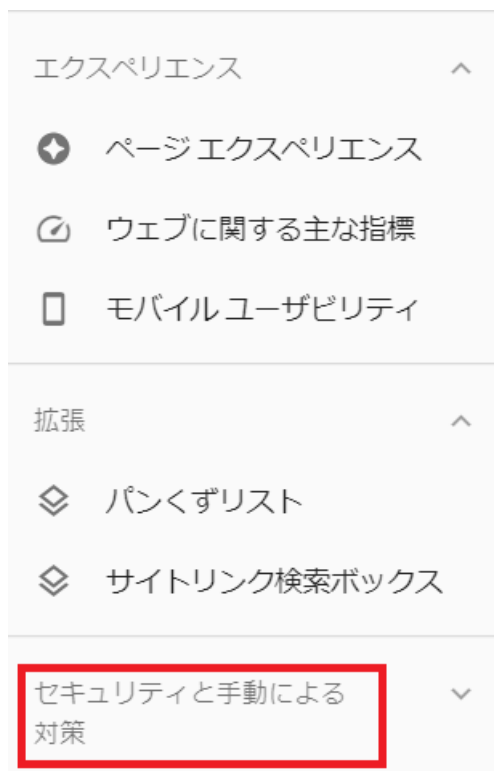 エクスペリエンス
ページ エクスペリエンス
ウェブに関する主な指標
モバイル ユーザビリティ
拡張
パンくずリスト
サイトリンク検索ボックス
セキュリティと手動による
対策